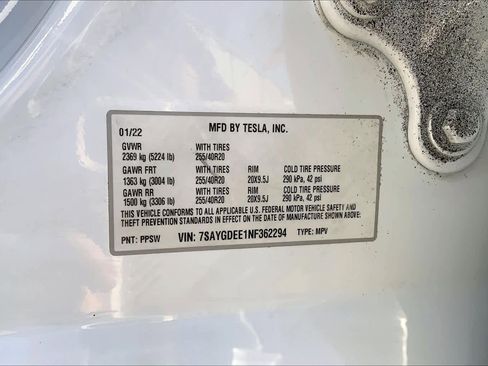 01/22 MFD BY TESLA, INC.
GVWR WITH TIRES
2369 kg (5224 lb) 255/40R20
GAWR FRT WITH TIRES RIM COLD TIRE PRESSURE
1363 kg (3004 lb) 255/40R20 20X9.5J 290 kPa, 42 psi
GAWR RR WITH TIRES RIM COLD TIRE PRESSURE
1500 kg (3306 lb) 255/40R20 20X9.5J 290 kPa, 42 psi
THIS VEHICLE CONFORMS TO ALL APPLICABLE U.S. FEDERAL MOTOR VEHICLE SAFETY AND
THEFT PREVENTION STANDARDS IN EFFECT ON THE DATE OF MANUFACTURE SHOWN ABOVE:
PNT: PPSW VIN: 7SAYGDEE1NF362294 TYPE: MPV